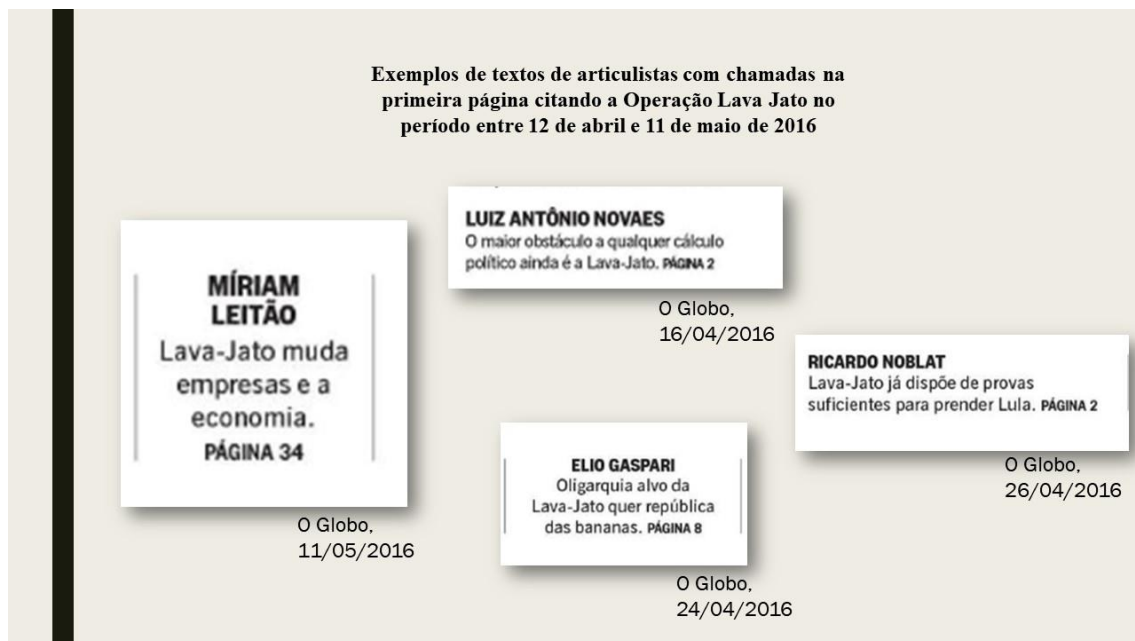 Exemplos de textos de articulistas com chamadas na
primeira página citando a Operação Lava Jato no
período entre 12 de abril e 11 de maio de 2016
LUIZ ANTÔNIO NOVAES
O maior obstáculo a qualquer cálculo
político ainda é a Lava-Jato. PÁGINA 2
O Globo,
16/04/2016
MÍRIAM
LEITÃO
Lava-Jato muda
empresas e a
economia.
PÁGINA 34
O Globo,
11/05/2016
RICARDO NOBLAT
Lava-Jato já dispõe de provas
suficientes para prender Lula. PÁGINA 2
O Globo,
26/04/2016
ELIO GASPARI
Oligarquia alvo da
Lava-Jato quer república
das bananas. PÁGINA 8
O Globo,
24/04/2016